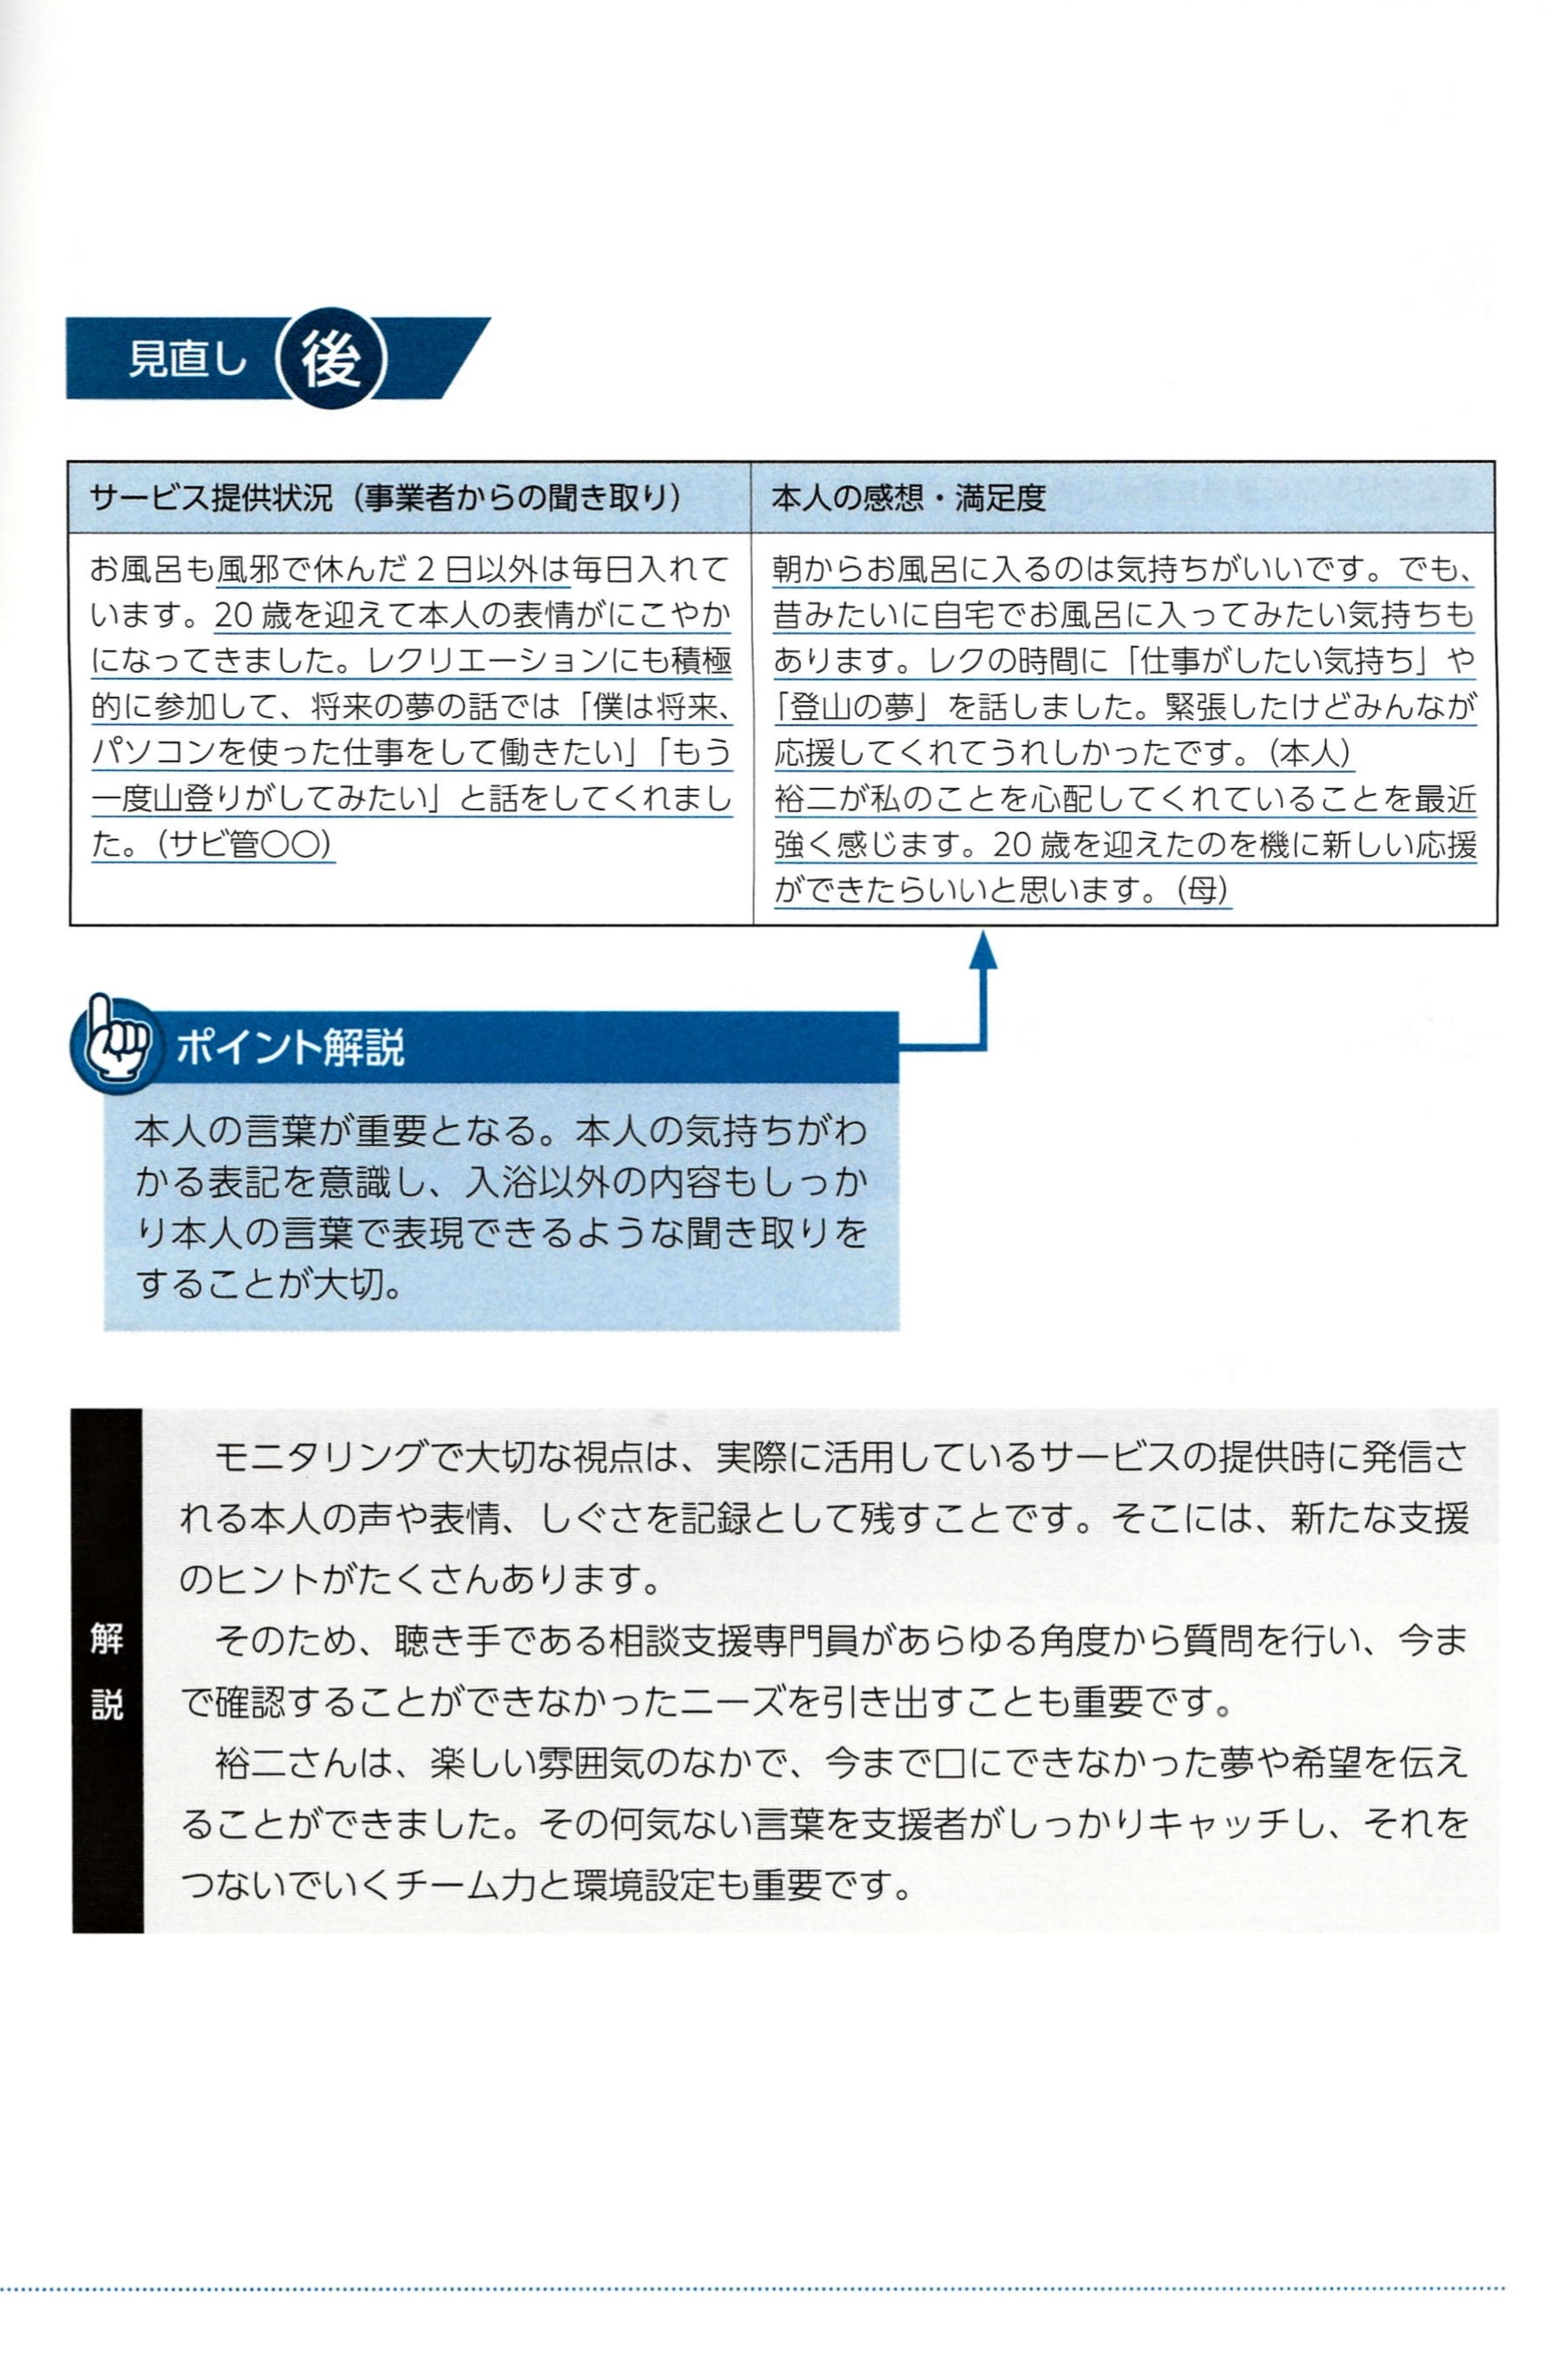 見直し 後
サービス提供状況（事業者からの聞き取り）
お風呂も風邪で休んだ2日以外は毎日入れて
います。20歳を迎えて本人の表情がにこやか
になってきました。レクリエーションにも積極
的に参加して、将来の夢の話では「僕は将来、
パソコンを使った仕事をして働きたい」「もう
一度山登りがしてみたい」と話をしてくれまし
た。（サビ管〇〇）
本人の感想・満足度
朝からお風呂に入るのは気持ちがいいです。でも、
昔みたいに自宅でお風呂に入ってみたい気持ちも
あります。レクの時間に「仕事がしたい気持ち」や
「登山の夢」を話しました。緊張したけどみんなが
応援してくれてうれしかったです。（本人）
裕二が私のことを心配してくれていることを最近
強く感じます。20歳を迎えたのを機に新しい応援
ができたらいいと思います。（母）
ポイント解説
本人の言葉が重要となる。本人の気持ちがわ
かる表記を意識し、入浴以外の内容もしっか
り本人の言葉で表現できるような聞き取りを
することが大切。
解説
モニタリングで大切な視点は、実際に活用しているサービスの提供時に発信さ
れる本人の声や表情、しぐさを記録として残すことです。そこには、新たな支援
のヒントがたくさんあります。
そのため、聴き手である相談支援専門員があらゆる角度から質問を行い、今ま
で確認することができなかったニーズを引き出すことも重要です。
裕二さんは、楽しい雰囲気のなかで、今まで口にできなかった夢や希望を伝え
ることができました。その何気ない言葉を支援者がしっかりキャッチし、それを
つないでいくチーム力と環境設定も重要です。